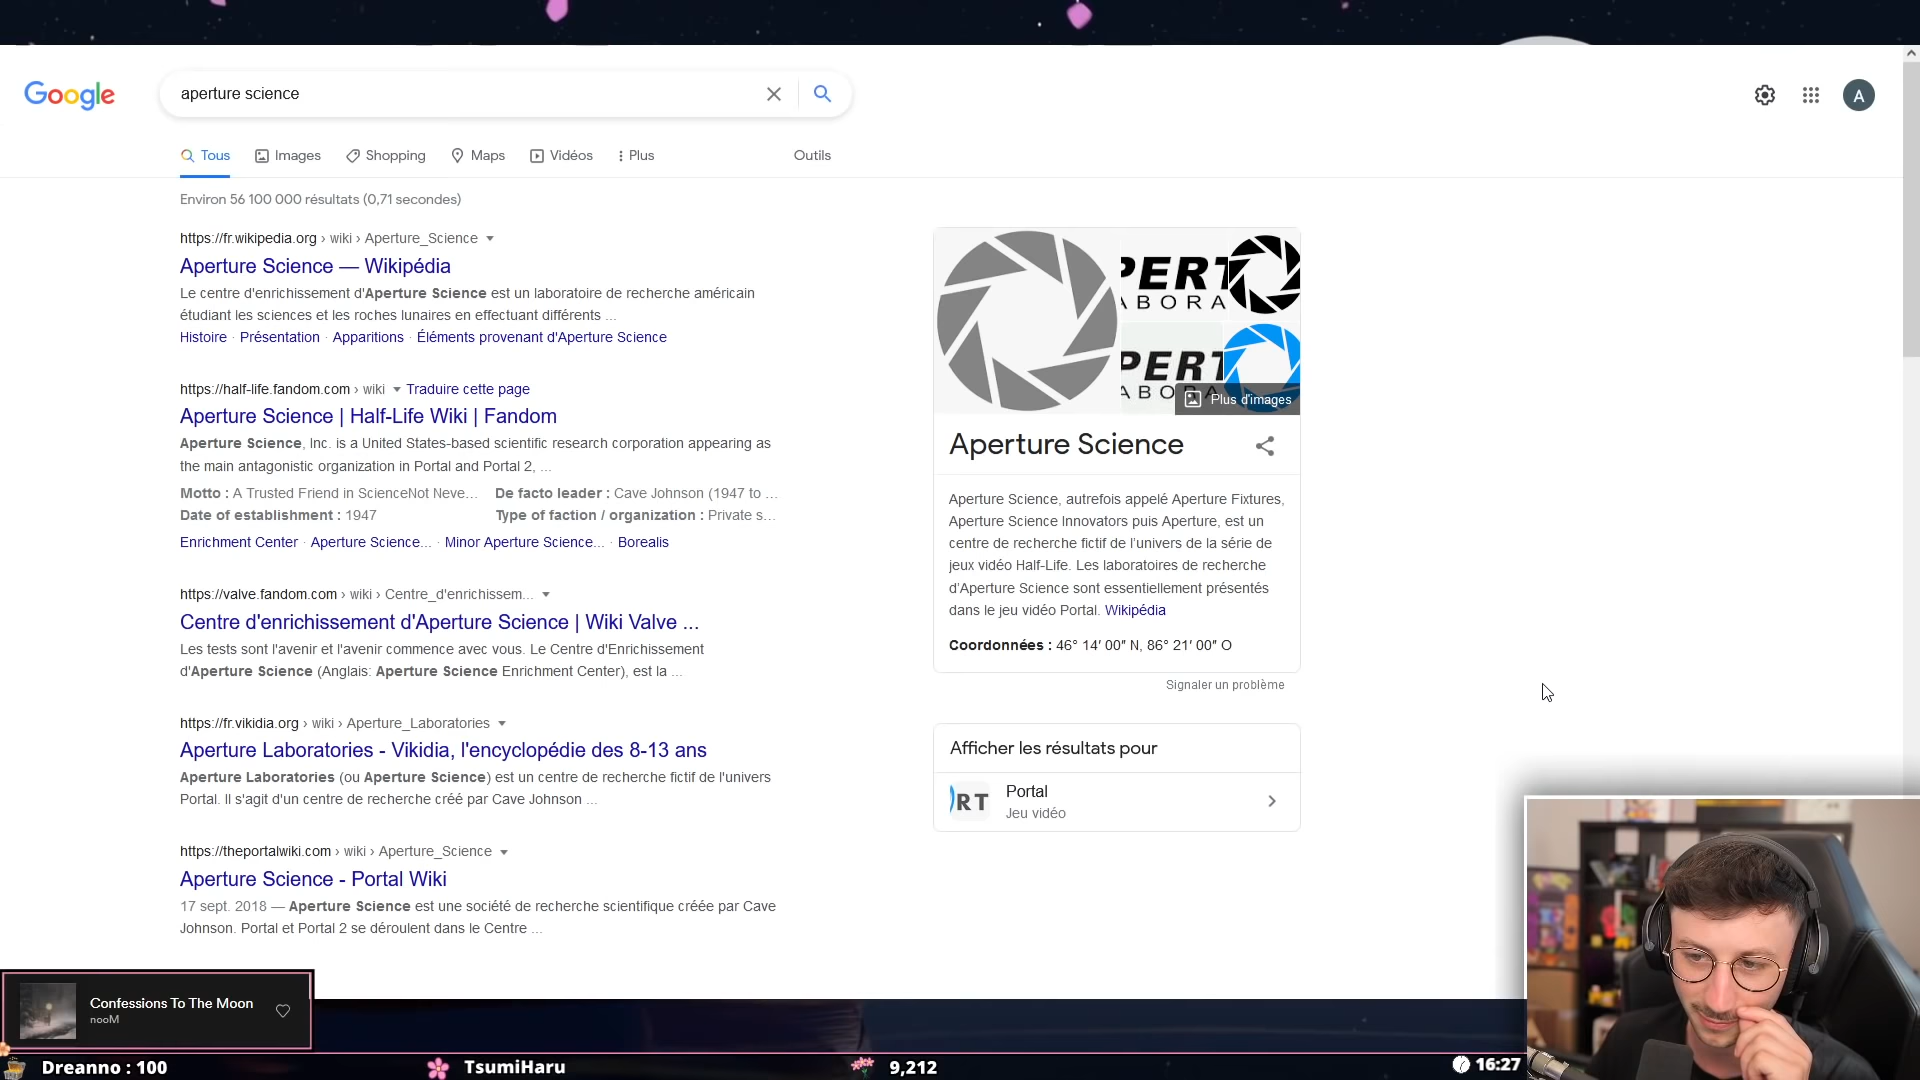 Google
aperture science
A
Tous
Images
Shopping
Maps
Vidéos
Plus
Outils
Environ 56 100 000 résultats (0,71 secondes)
https://fr.wikipedia.org › wiki › Aperture_Science
Aperture Science — Wikipédia
Le centre d'enrichissement d'Aperture Science est un laboratoire de recherche américain
étudiant les sciences et les roches lunaires en effectuant différents ...
Histoire · Présentation · Apparitions · Éléments provenant d'Aperture Science
https://half-life.fandom.com › wiki Traduire cette page
Aperture Science | Half-Life Wiki | Fandom
Aperture Science, Inc. is a United States-based scientific research corporation appearing as
the main antagonistic organization in Portal and Portal 2, ...
Motto : A Trusted Friend in ScienceNot Neve... De facto leader : Cave Johnson (1947 to ...
Date of establishment : 1947 Type of faction / organization : Private s...
Enrichment Center · Aperture Science... · Minor Aperture Science... · Borealis
https://valve.fandom.com › wiki › Centre_d'enrichissem...
Centre d'enrichissement d'Aperture Science | Wiki Valve ...
Les tests sont l'avenir et l'avenir commence avec vous. Le Centre d'Enrichissement
d'Aperture Science (Anglais: Aperture Science Enrichment Center), est la ...
https://fr.vikidia.org › wiki › Aperture_Laboratories
Aperture Laboratories - Vikidia, l'encyclopédie des 8-13 ans
Aperture Laboratories (ou Aperture Science) est un centre de recherche fictif de l'univers
Portal. Il s'agit d'un centre de recherche créé par Cave Johnson ...
https://theportalwiki.com › wiki › Aperture_Science
Aperture Science - Portal Wiki
17 sept. 2018 — Aperture Science est une société de recherche scientifique créée par Cave
Johnson. Portal et Portal 2 se déroulent dans le Centre ...
PERT
ABORA
PERT
ABORA
Plus d'images
Aperture Science
Aperture Science, autrefois appelé Aperture Fixtures,
Aperture Science Innovators puis Aperture, est un
centre de recherche fictif de l'univers de la série de
jeux vidéo Half-Life. Les laboratoires de recherche
d'Aperture Science sont essentiellement présentés
dans le jeu vidéo Portal. Wikipédia
Coordonnées : 46° 14′ 00″ N, 86° 21′ 00″ O
Signaler un problème
Afficher les résultats pour
RT
Portal
Jeu vidéo
Confessions To The Moon
nooM
Dreanno : 100
TsumiHaru
9,212
16:27